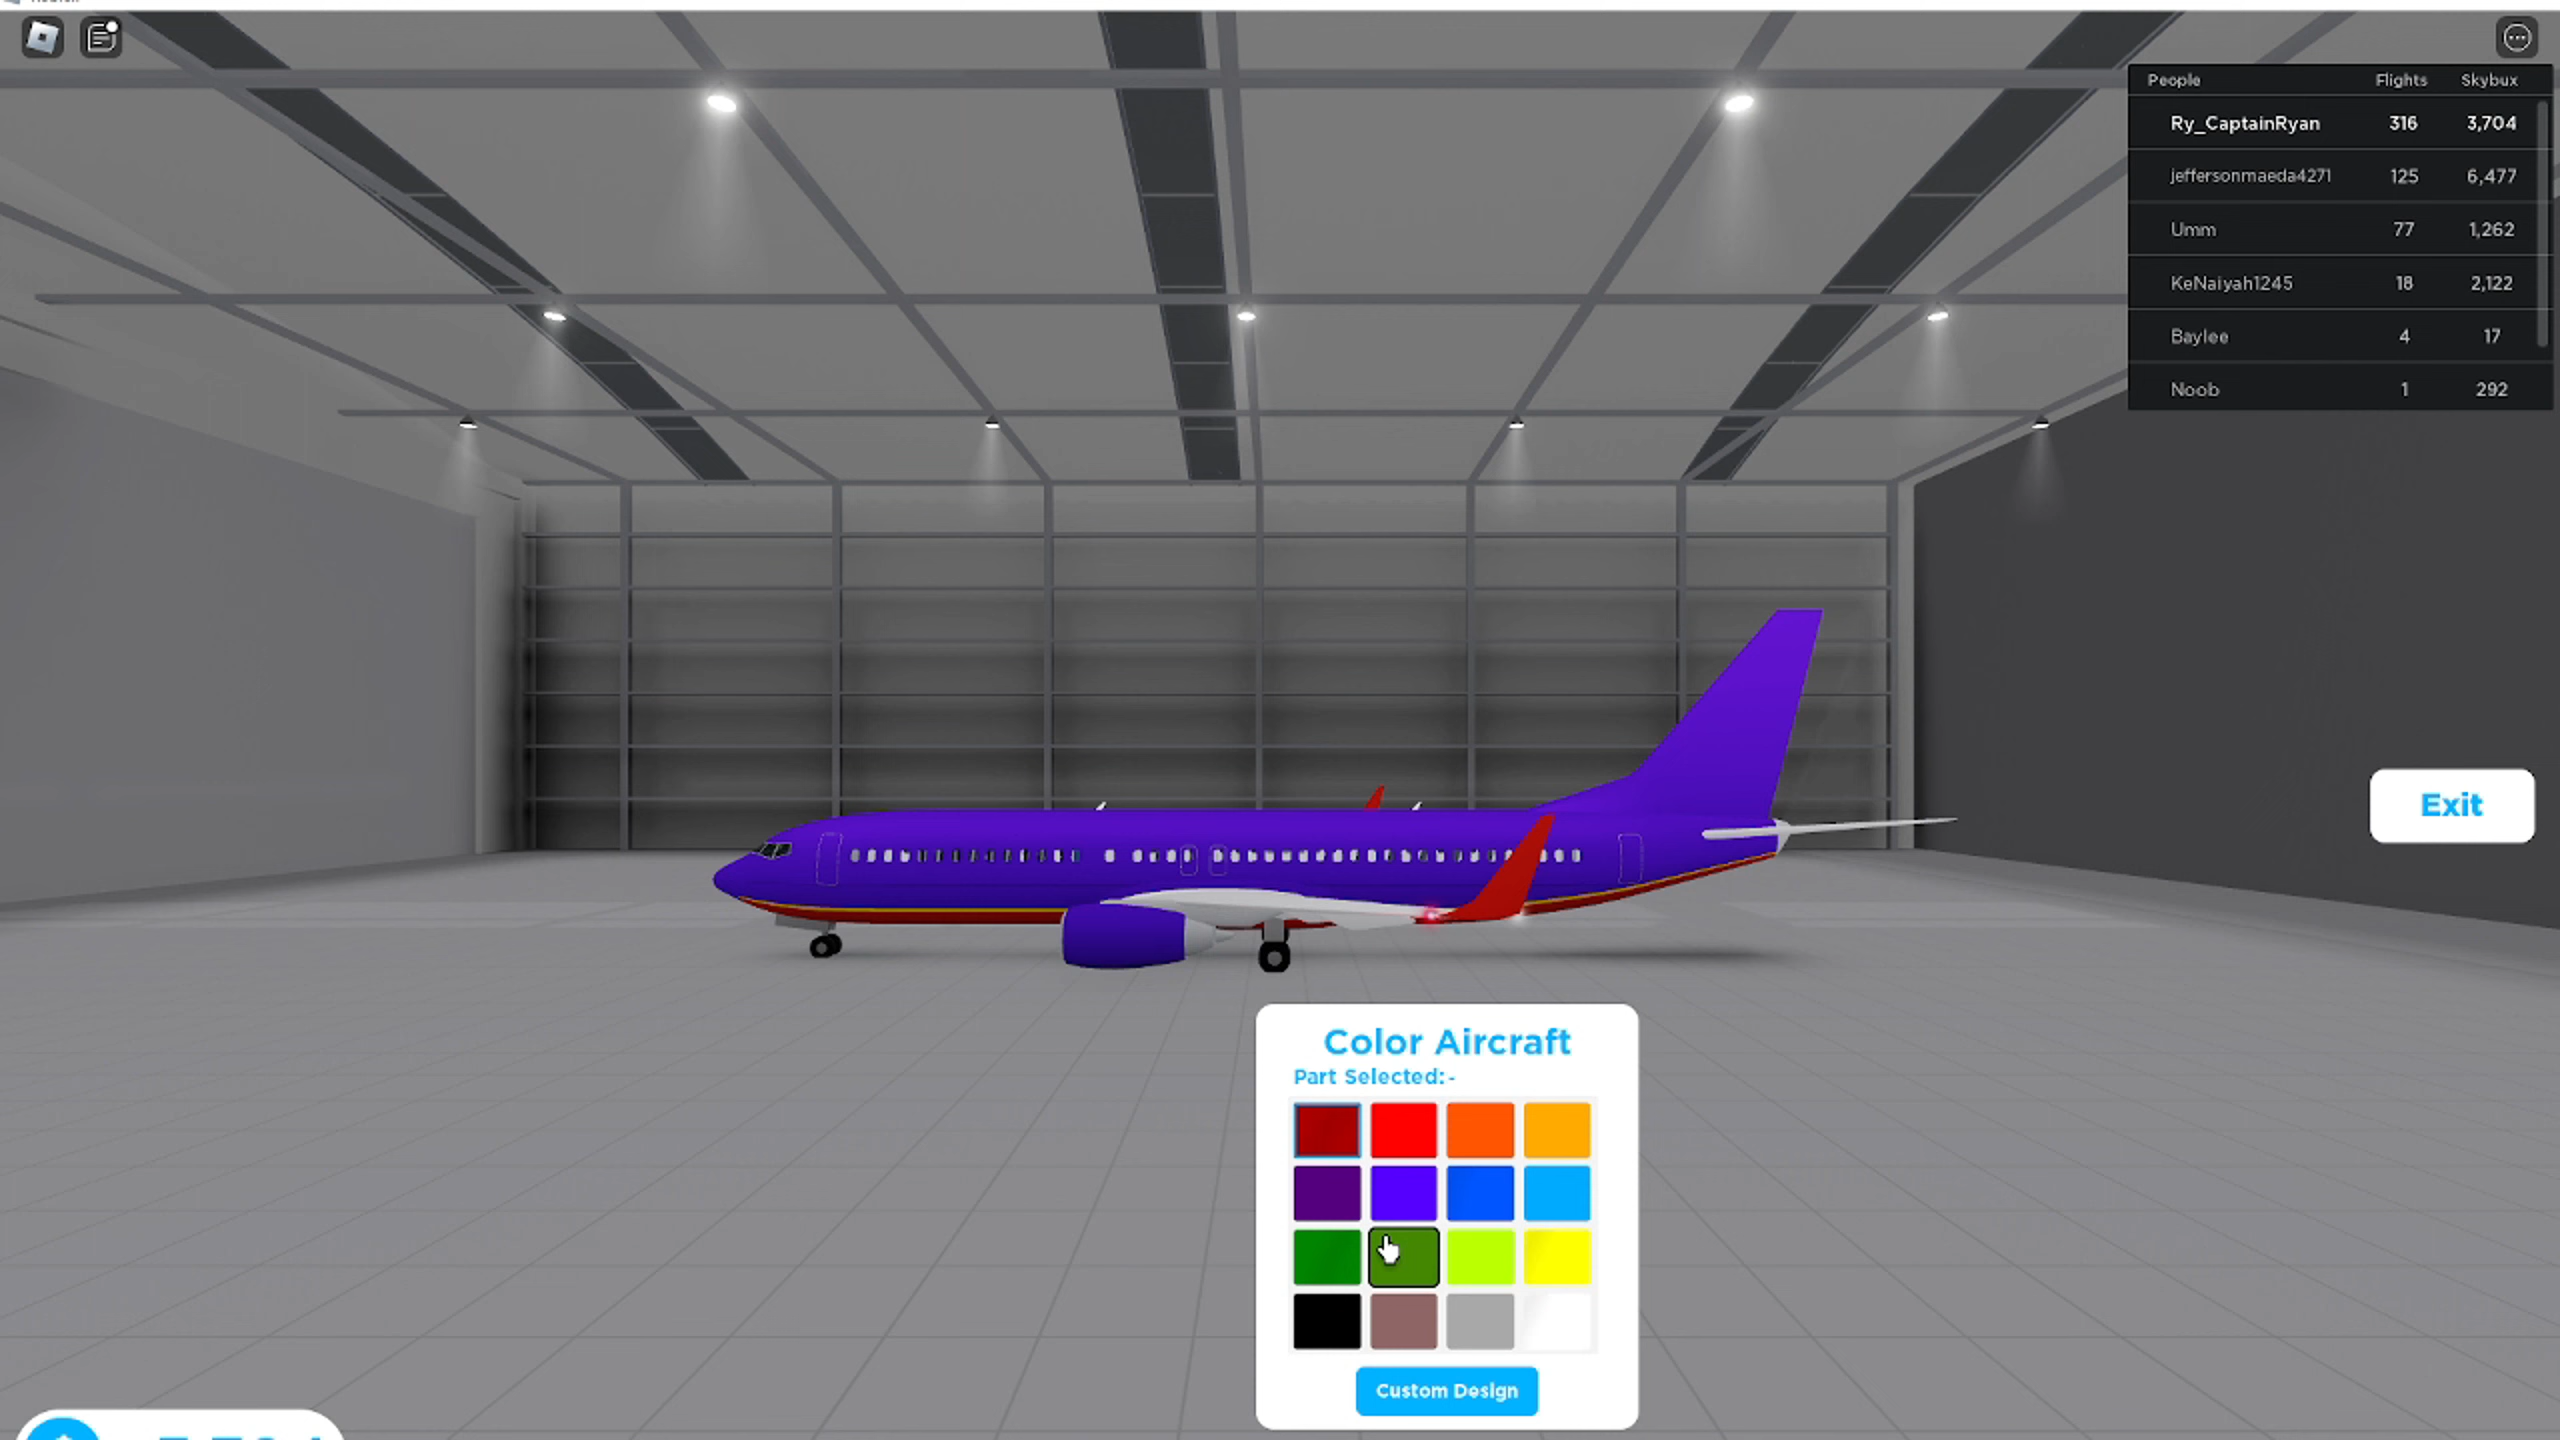 People Flights Skybux
Ry_CaptainRyan 316 3,704
jeffersonmaeda4271 125 6,477
Umm 77 1,262
KeNaiyah1245 18 2,122
Baylee 4 17
Noob 1 292
Exit
Color Aircraft
Part Selected:-
Custom Design